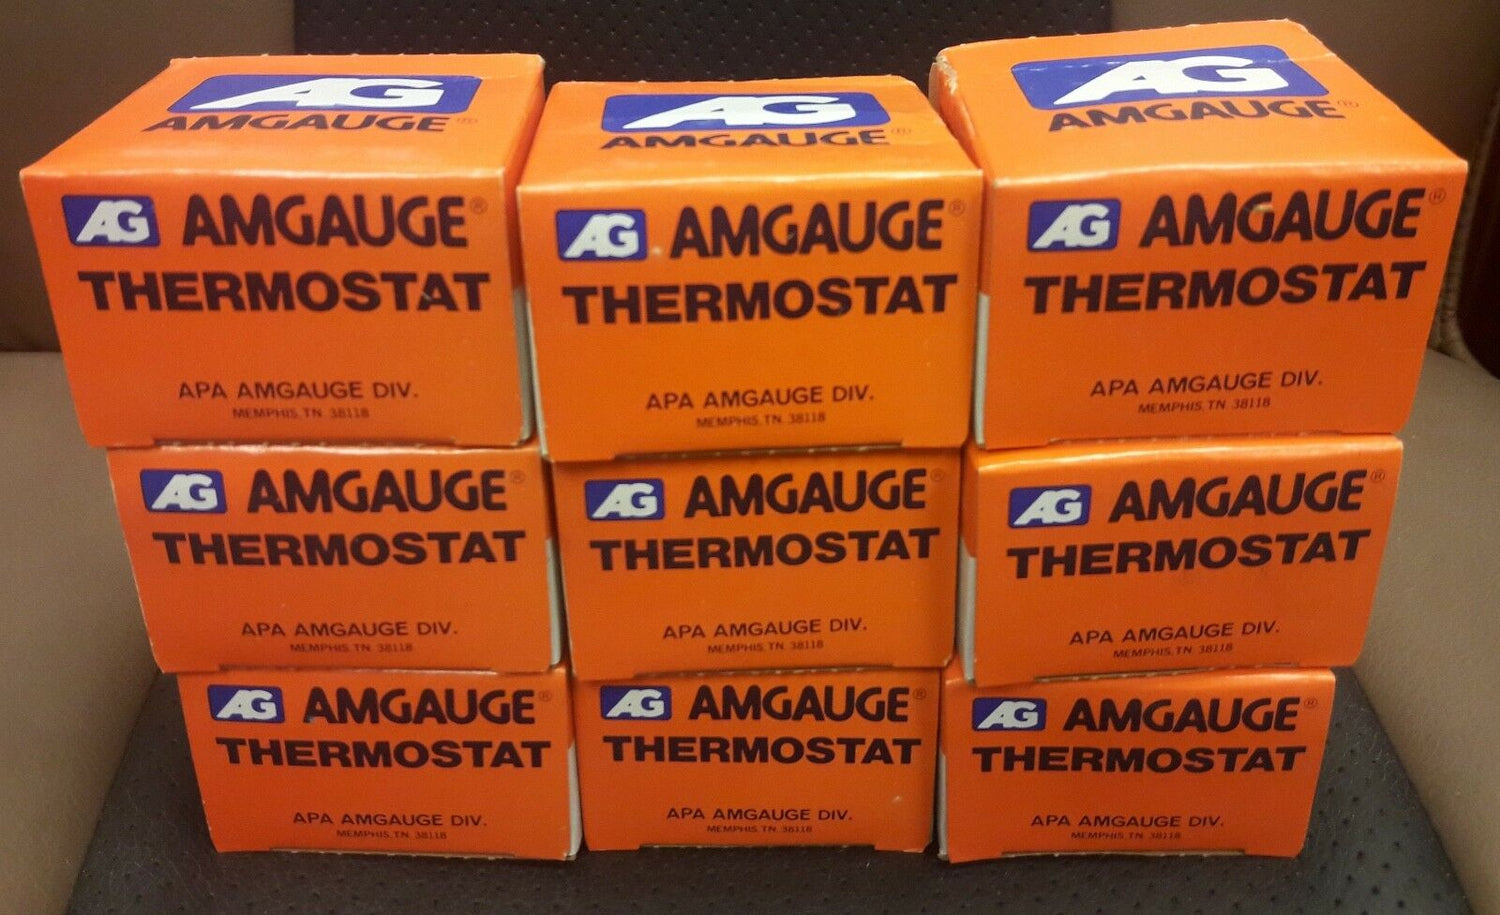 AG
AMGAUGE®
AG
AMGAUGE®
AG
AMGAUGE®
AG AMGAUGE®
THERMOSTAT
APA AMGAUGE DIV.
MEMPHIS, TN. 38118
AG AMGAUGE®
THERMOSTAT
APA AMGAUGE DIV.
MEMPHIS, TN. 38118
AG AMGAUGE®
THERMOSTAT
APA AMGAUGE DIV.
MEMPHIS, TN. 38118
AG AMGAUGE®
THERMOSTAT
APA AMGAUGE DIV.
MEMPHIS, TN. 38118
AG AMGAUGE®
THERMOSTAT
APA AMGAUGE DIV.
MEMPHIS, TN. 38118
AG AMGAUGE®
THERMOSTAT
APA AMGAUGE DIV.
MEMPHIS, TN. 38118
AG AMGAUGE®
THERMOSTAT
APA AMGAUGE DIV.
MEMPHIS, TN. 38118
AG AMGAUGE®
THERMOSTAT
APA AMGAUGE DIV.
MEMPHIS, TN. 38118
AG AMGAUGE®
THERMOSTAT
APA AMGAUGE DIV.
MEMPHIS, TN. 38118